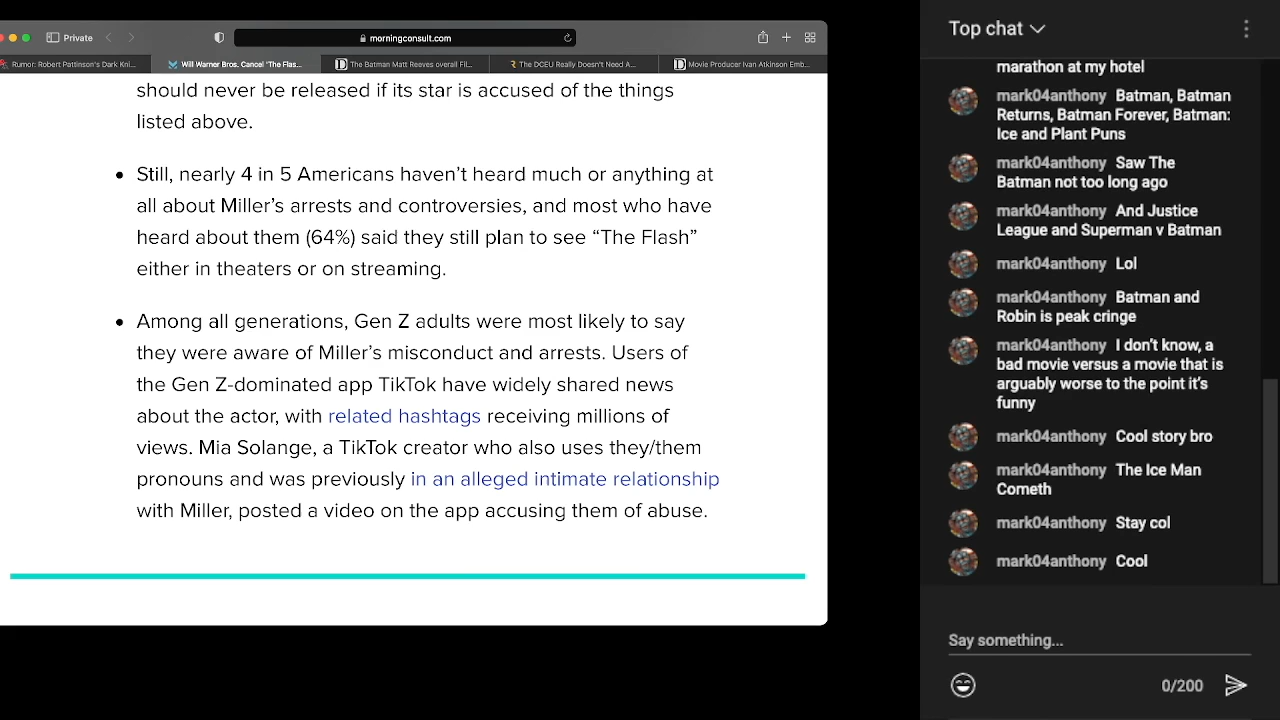 Private
morningconsult.com
Rumor: Robert Pattinson's Dark Kni...
Will Warner Bros. Cancel "The Flas...
The Batman Matt Reeves overall Fil...
The DCEU Really Doesn't Need A...
Movie Producer Ivan Atkinson Emb...
should never be released if its star is accused of the things
listed above.
• Still, nearly 4 in 5 Americans haven't heard much or anything at
all about Miller's arrests and controversies, and most who have
heard about them (64%) said they still plan to see “The Flash”
either in theaters or on streaming.
• Among all generations, Gen Z adults were most likely to say
they were aware of Miller's misconduct and arrests. Users of
the Gen Z-dominated app TikTok have widely shared news
about the actor, with related hashtags receiving millions of
views. Mia Solange, a TikTok creator who also uses they/them
pronouns and was previously in an alleged intimate relationship
with Miller, posted a video on the app accusing them of abuse.
Top chat
marathon at my hotel
mark04anthony Batman, Batman
Returns, Batman Forever, Batman:
Ice and Plant Puns
mark04anthony Saw The
Batman not too long ago
mark04anthony And Justice
League and Superman v Batman
mark04anthony Lol
mark04anthony Batman and
Robin is peak cringe
mark04anthony I don't know, a
bad movie versus a movie that is
arguably worse to the point it's
funny
mark04anthony Cool story bro
mark04anthony The Ice Man
Cometh
mark04anthony Stay col
mark04anthony Cool
Say something...
0/200